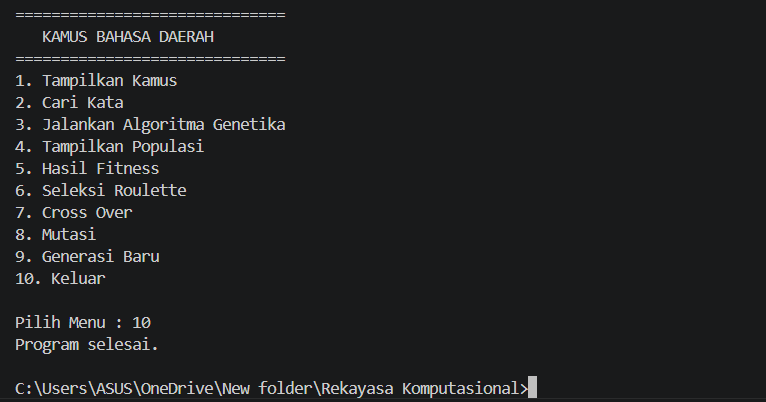 ==============================
KAMUS BAHASA DAERAH
==============================
1. Tampilkan Kamus
2. Cari Kata
3. Jalankan Algoritma Genetika
4. Tampilkan Populasi
5. Hasil Fitness
6. Seleksi Roulette
7. Cross Over
8. Mutasi
9. Generasi Baru
10. Keluar
Pilih Menu : 10
Program selesai.
C:\Users\ASUS\OneDrive\New folder\Rekayasa Komputasional>